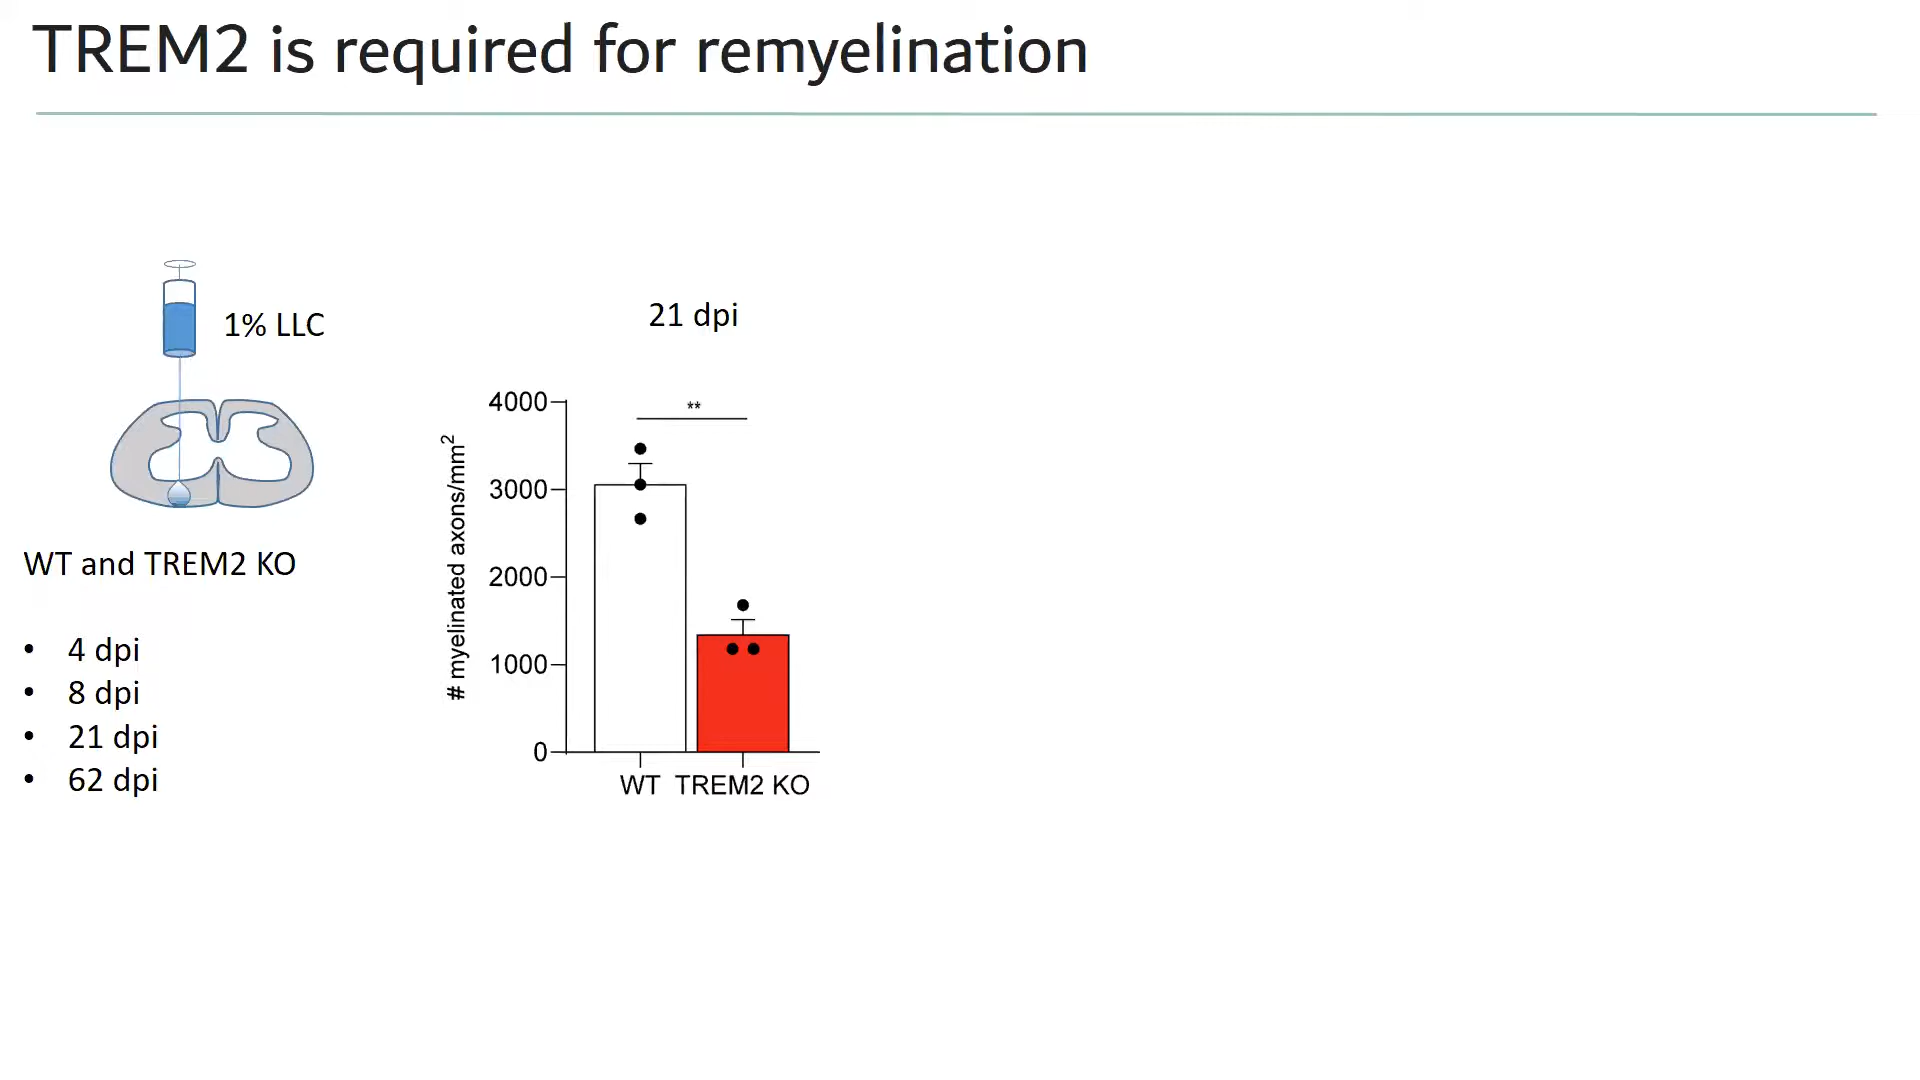 TREM2 is required for remyelination
1% LLC
WT and TREM2 KO
• 4 dpi
• 8 dpi
• 21 dpi
• 62 dpi
21 dpi
**
# myelinated axons/mm²
4000
3000
2000
1000
0
WT TREM2 KO